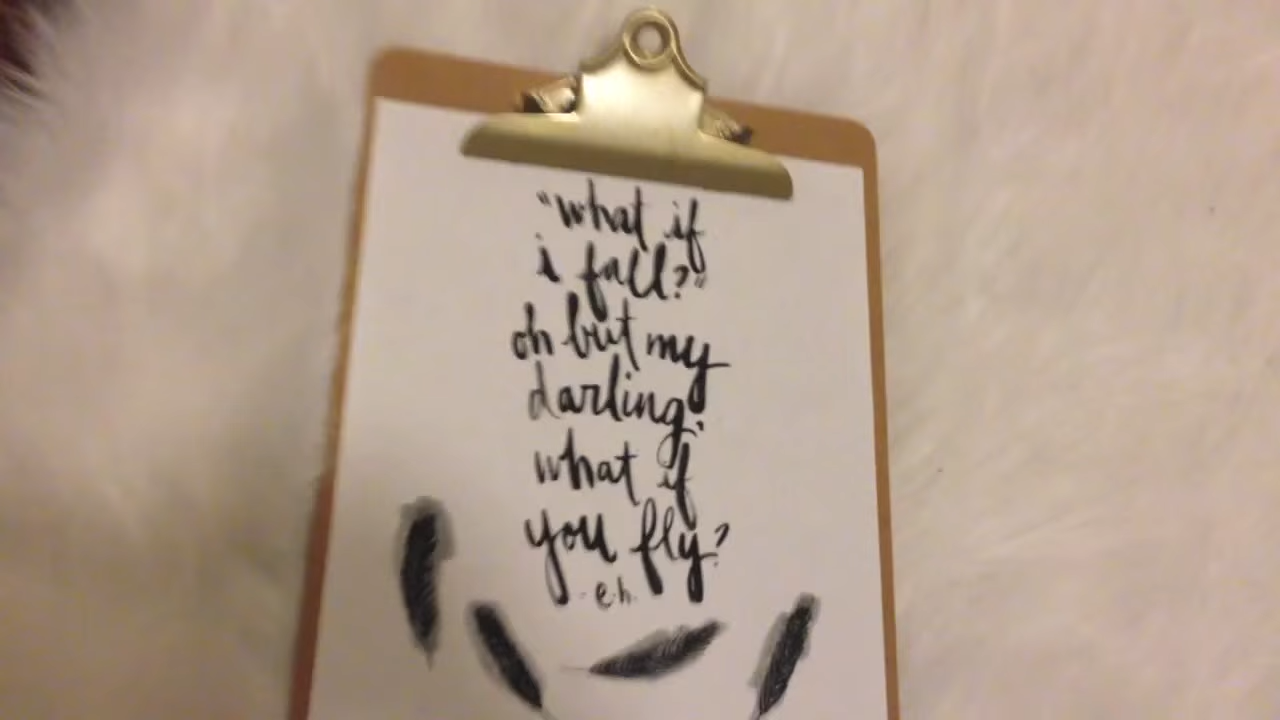 "what if
i fall?"
oh but my
darling,
what if
you fly?
-e.h.